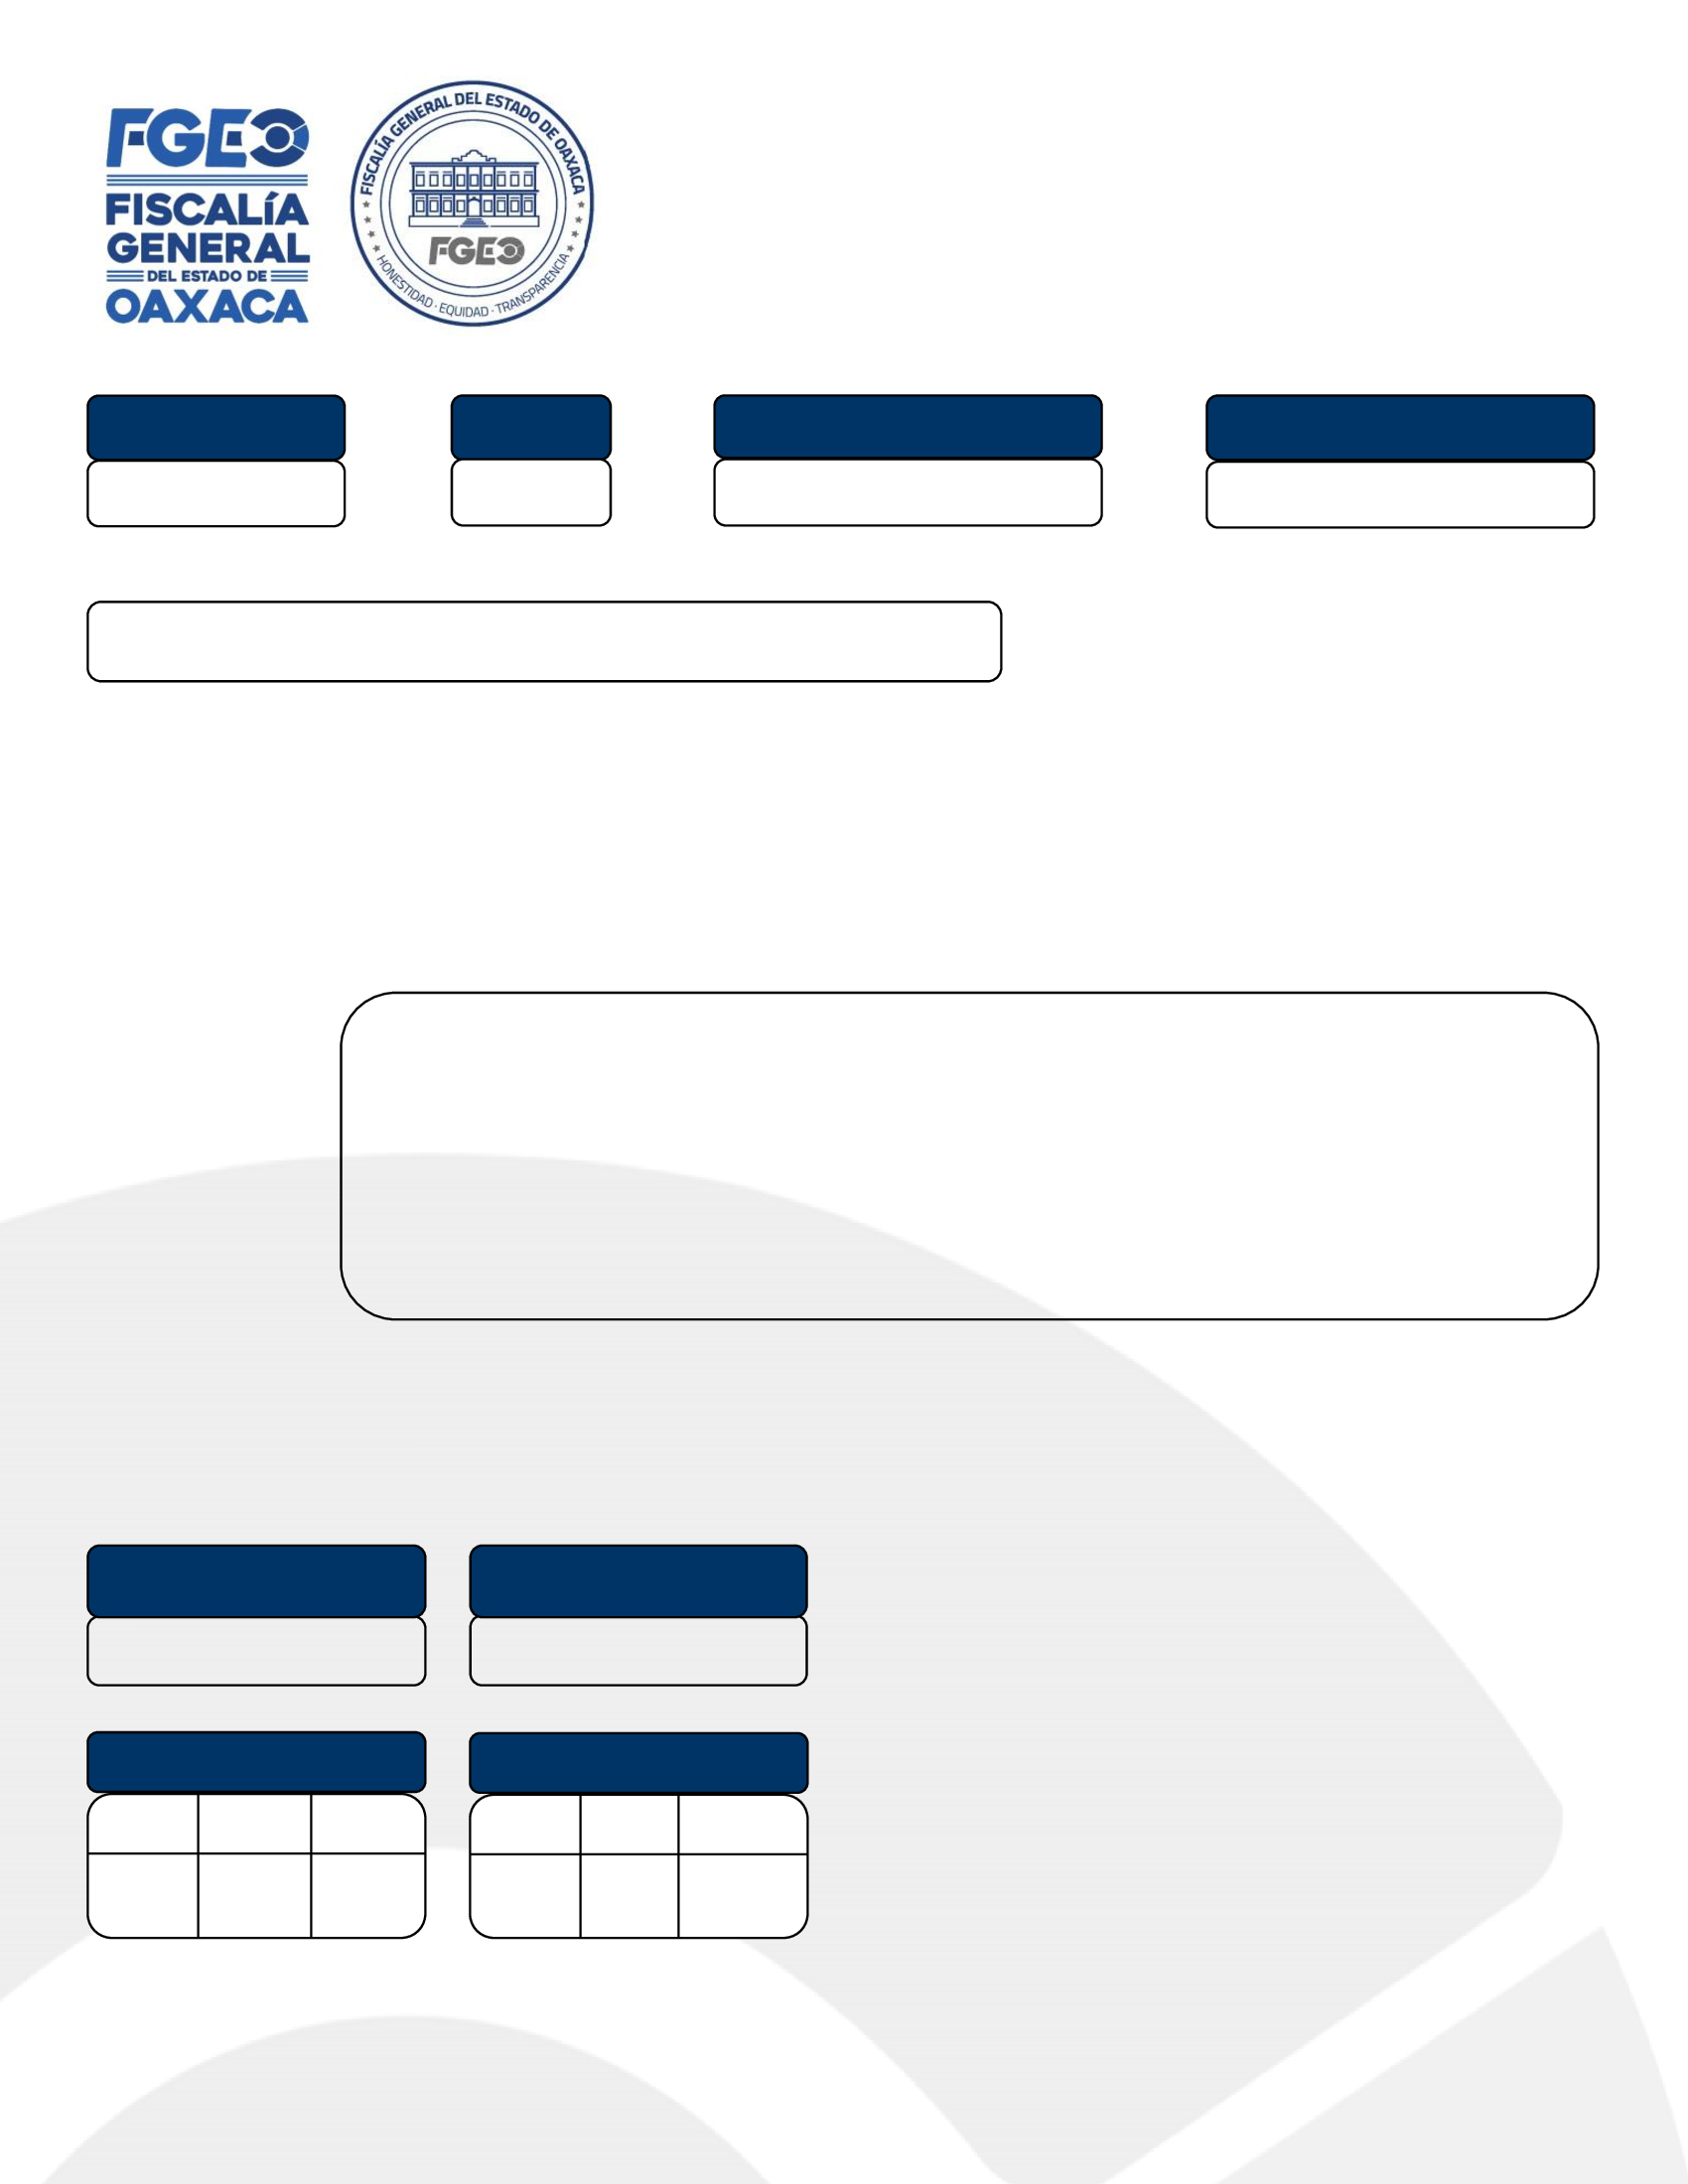 FGEO
FISCALÍA
GENERAL
DEL ESTADO DE
OAXACA
FISCALÍA GENERAL DEL ESTADO DE OAXACA
FGEO
HONESTIDAD · EQUIDAD · TRANSPARENCIA